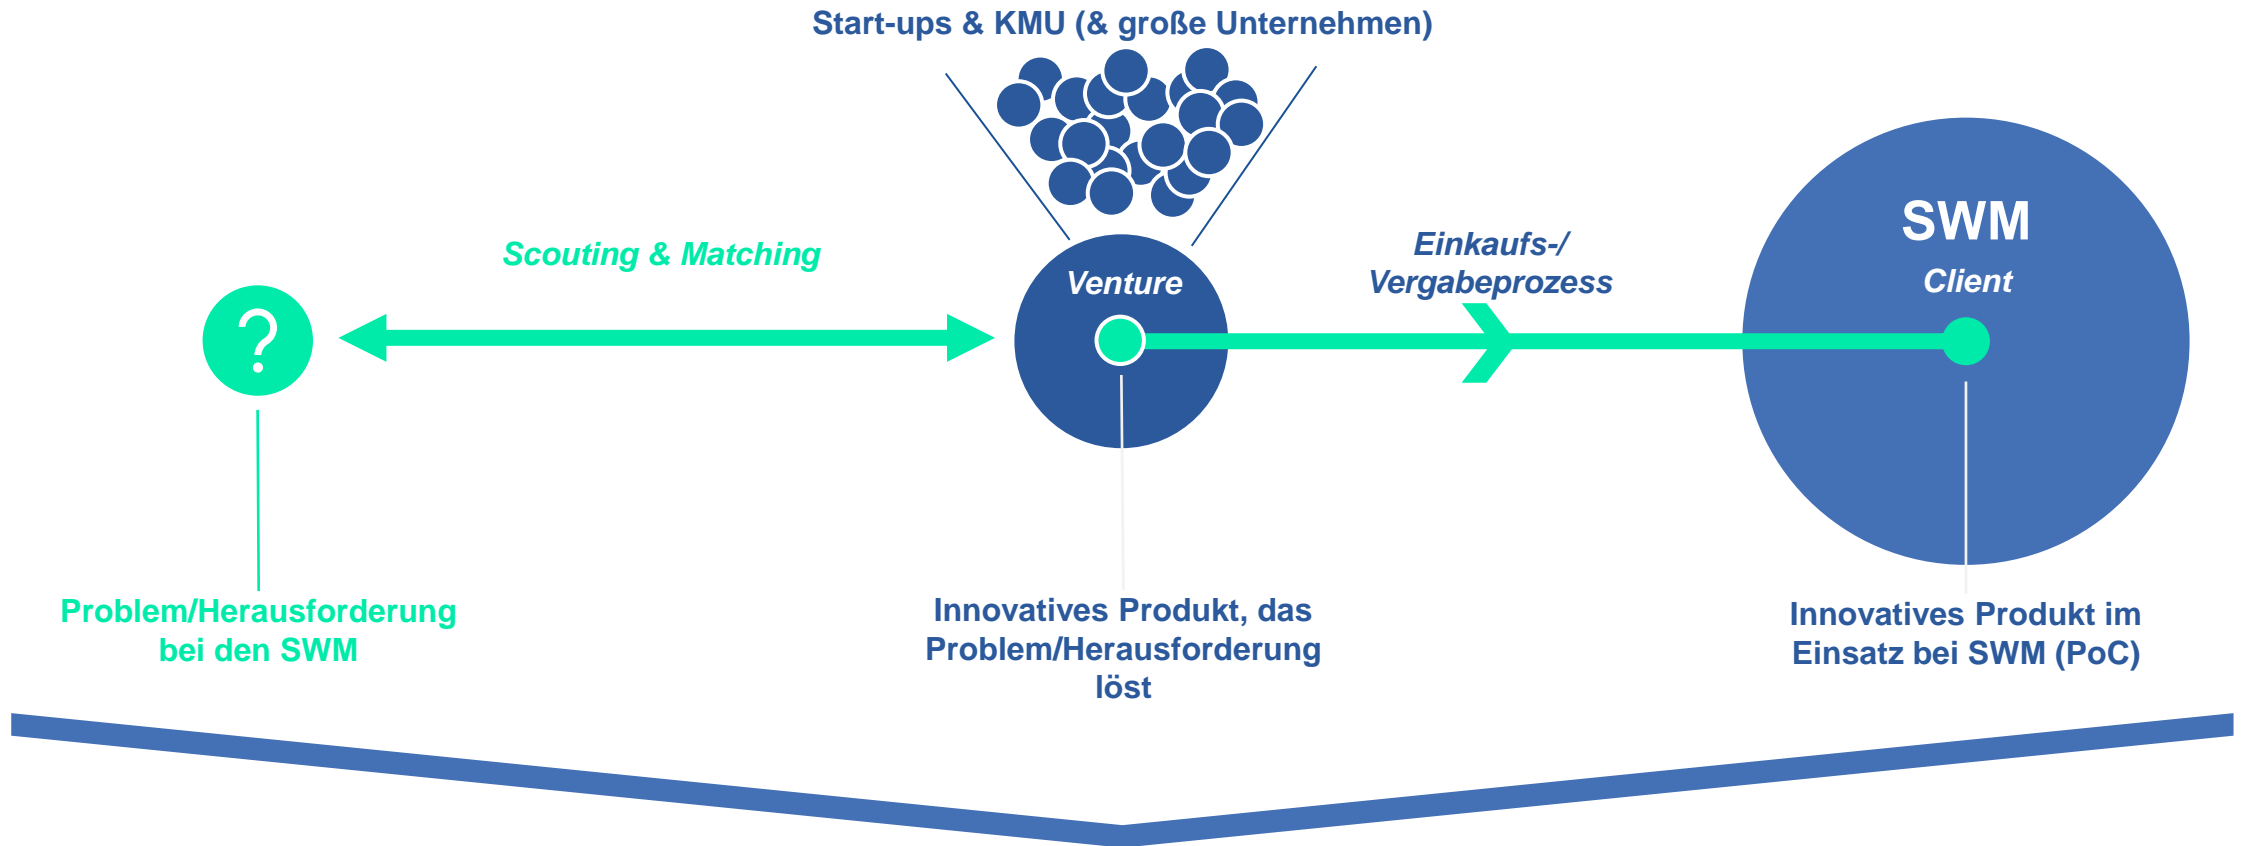 Start-ups & KMU (& große Unternehmen)
Scouting & Matching
?
Venture
Einkaufs-/
Vergabeprozess
SWM
Client
Problem/Herausforderung
bei den SWM
Innovatives Produkt, das
Problem/Herausforderung
löst
Innovatives Produkt im
Einsatz bei SWM (PoC)